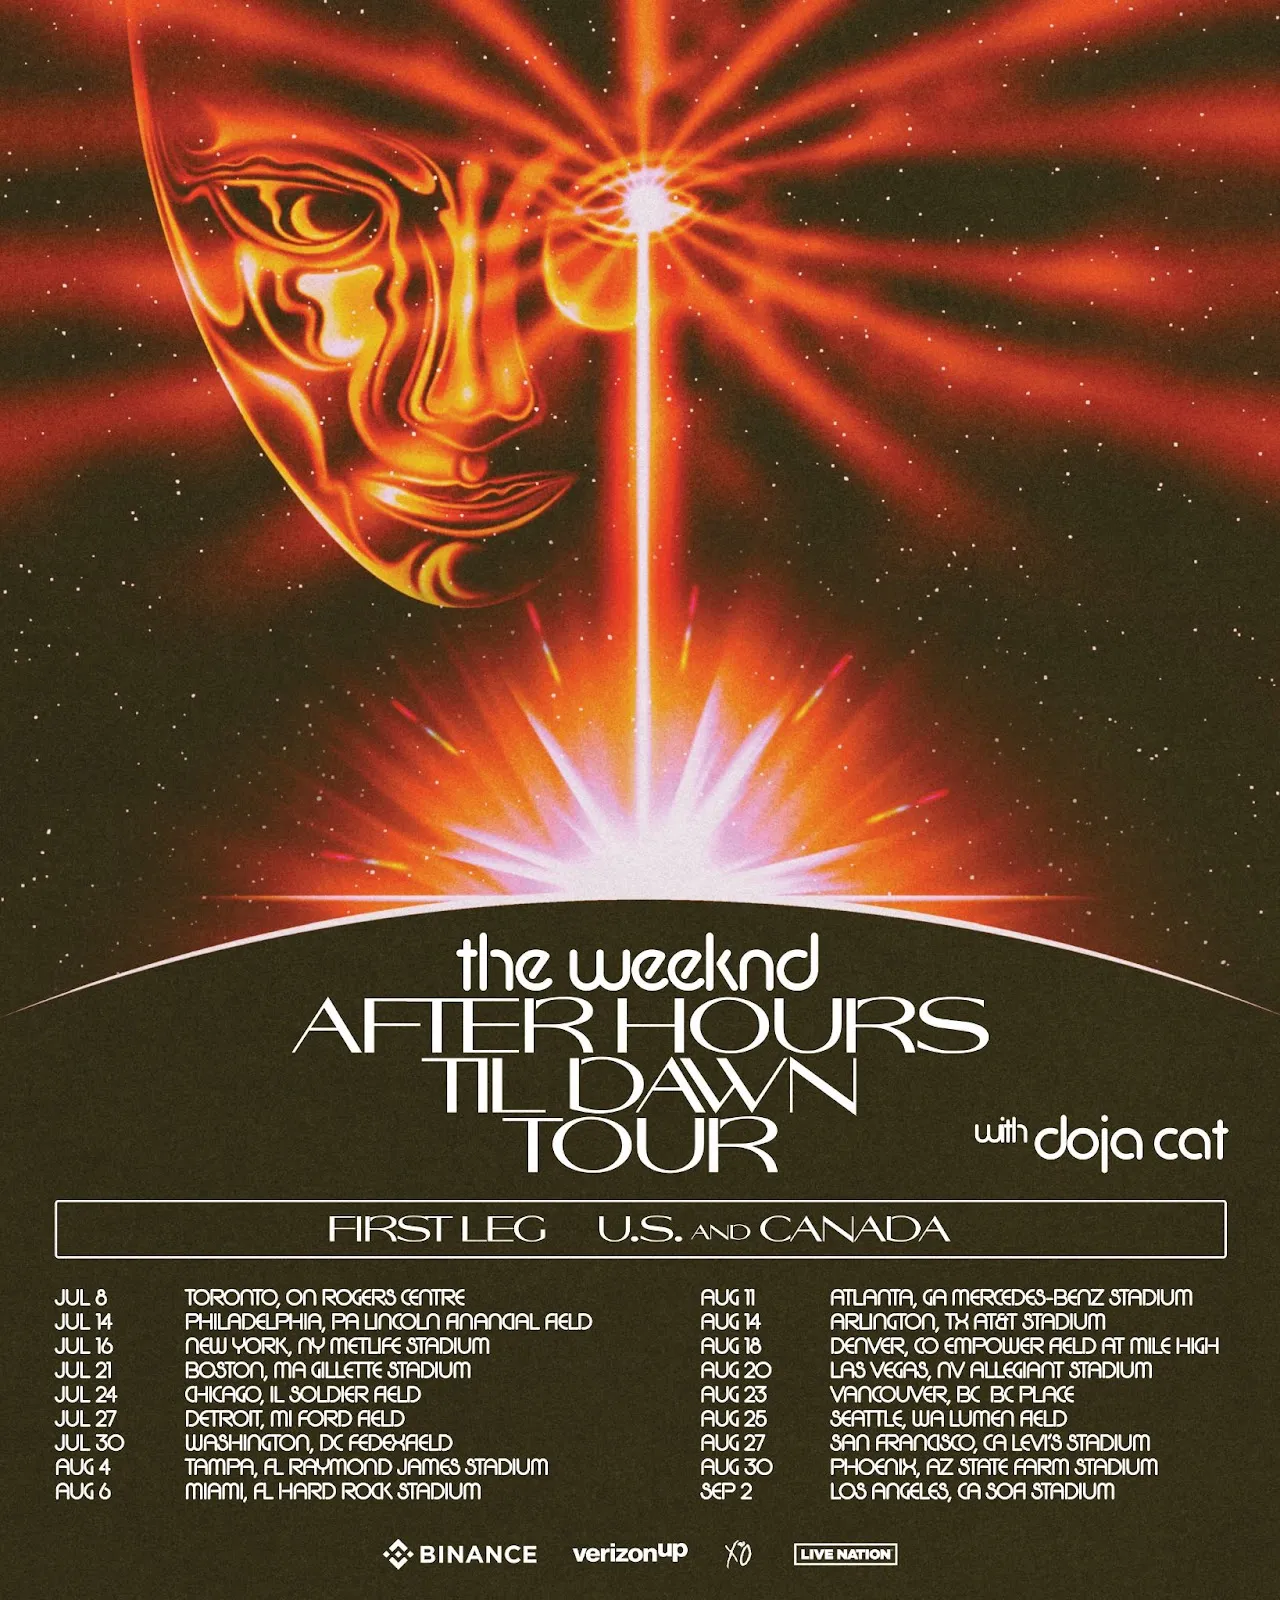 the weeknd
AFTER HOURS
TIL DAWN
TOUR
with doja cat
FIRST LEG U.S. AND CANADA
JUL 8 TORONTO, ON ROGERS CENTRE
JUL 14 PHILADELPHIA, PA LINCOLN FINANCIAL FIELD
JUL 16 NEW YORK, NY METLIFE STADIUM
JUL 21 BOSTON, MA GILLETTE STADIUM
JUL 24 CHICAGO, IL SOLDIER FIELD
JUL 27 DETROIT, MI FORD FIELD
JUL 30 WASHINGTON, DC FEDEXFIELD
AUG 4 TAMPA, FL RAYMOND JAMES STADIUM
AUG 6 MIAMI, FL HARD ROCK STADIUM
AUG 11 ATLANTA, GA MERCEDES-BENZ STADIUM
AUG 14 ARLINGTON, TX AT&T STADIUM
AUG 18 DENVER, CO EMPOWER FIELD AT MILE HIGH
AUG 20 LAS VEGAS, NV ALLEGIANT STADIUM
AUG 23 VANCOUVER, BC BC PLACE
AUG 25 SEATTLE, WA LUMEN FIELD
AUG 27 SAN FRANCISCO, CA LEVI'S STADIUM
AUG 30 PHOENIX, AZ STATE FARM STADIUM
SEP 2 LOS ANGELES, CA SOFI STADIUM
BINANCE verizon up XO LIVE NATION